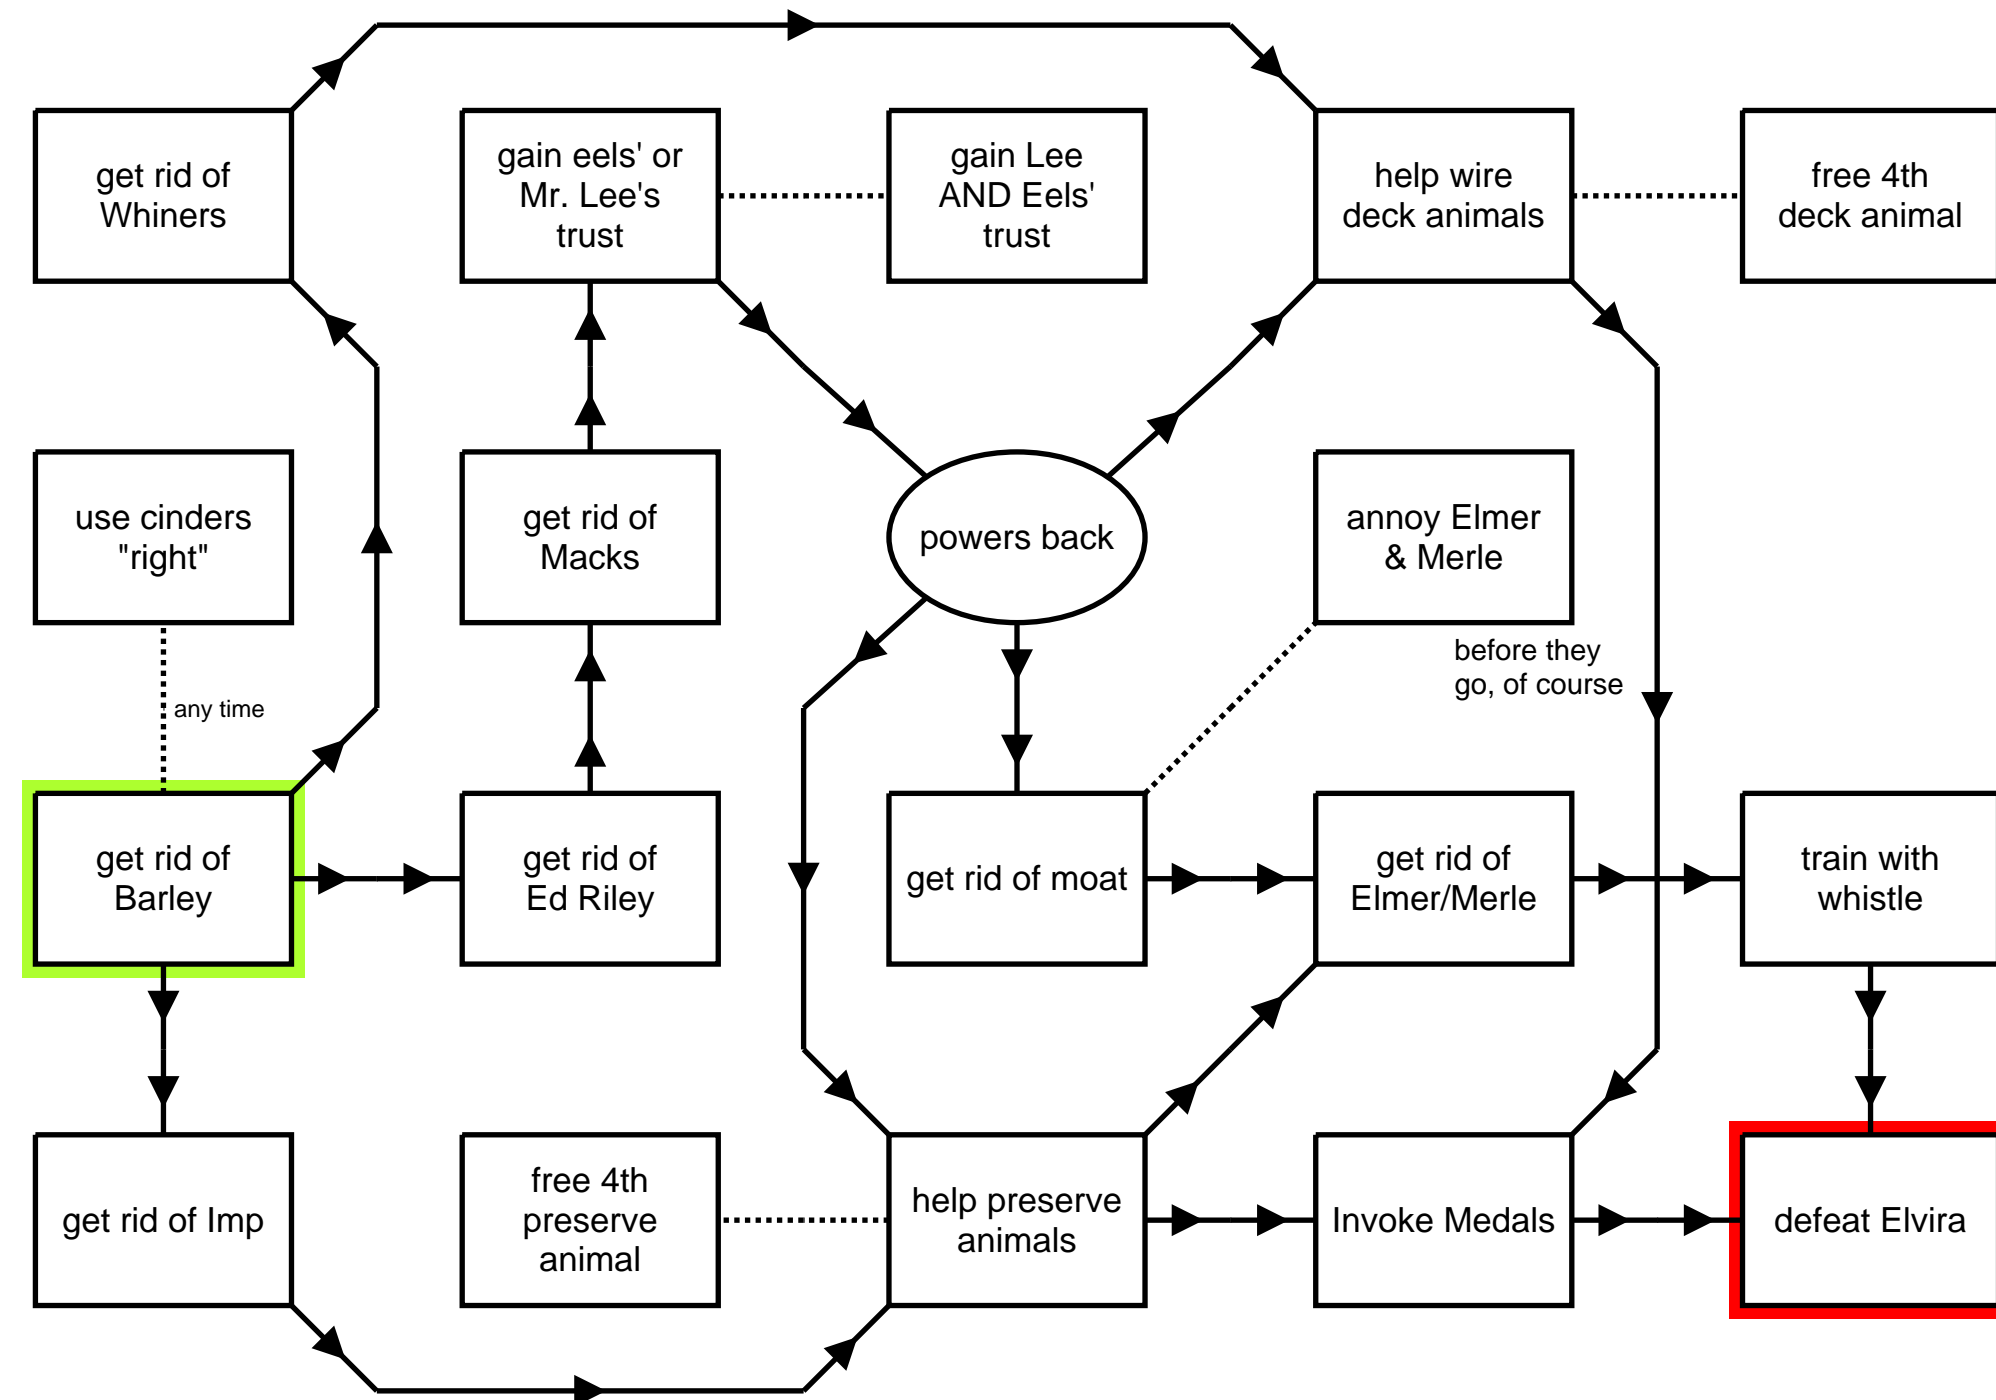 get rid of
Whiners
gain eels' or
Mr. Lee's
trust
gain Lee
AND Eels'
trust
help wire
deck animals
free 4th
deck animal
use cinders
"right"
get rid of
Macks
powers back
annoy Elmer
& Merle
before they
go, of course
any time
get rid of
Barley
get rid of
Ed Riley
get rid of moat
get rid of
Elmer/Merle
train with
whistle
get rid of Imp
free 4th
preserve
animal
help preserve
animals
Invoke Medals
defeat Elvira